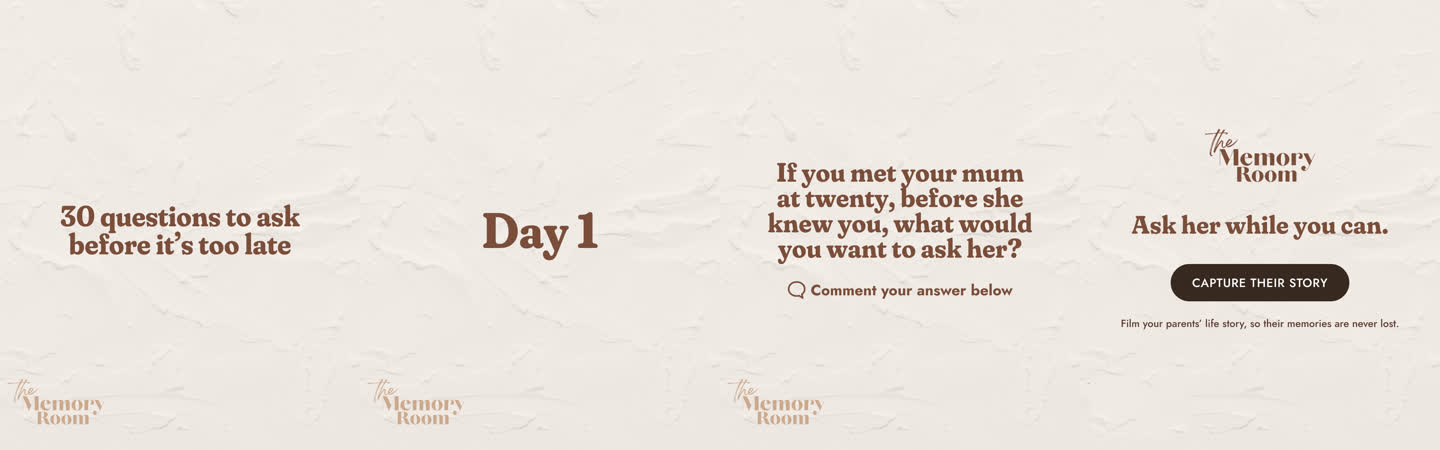 30 questions to ask
before it's too late
the
Memory
Room
Day 1
the
Memory
Room
If you met your mum
at twenty, before she
knew you, what would
you want to ask her?
Comment your answer below
the
Memory
Room
the
Memory
Room
Ask her while you can.
CAPTURE THEIR STORY
Film your parents' life story, so their memories are never lost.